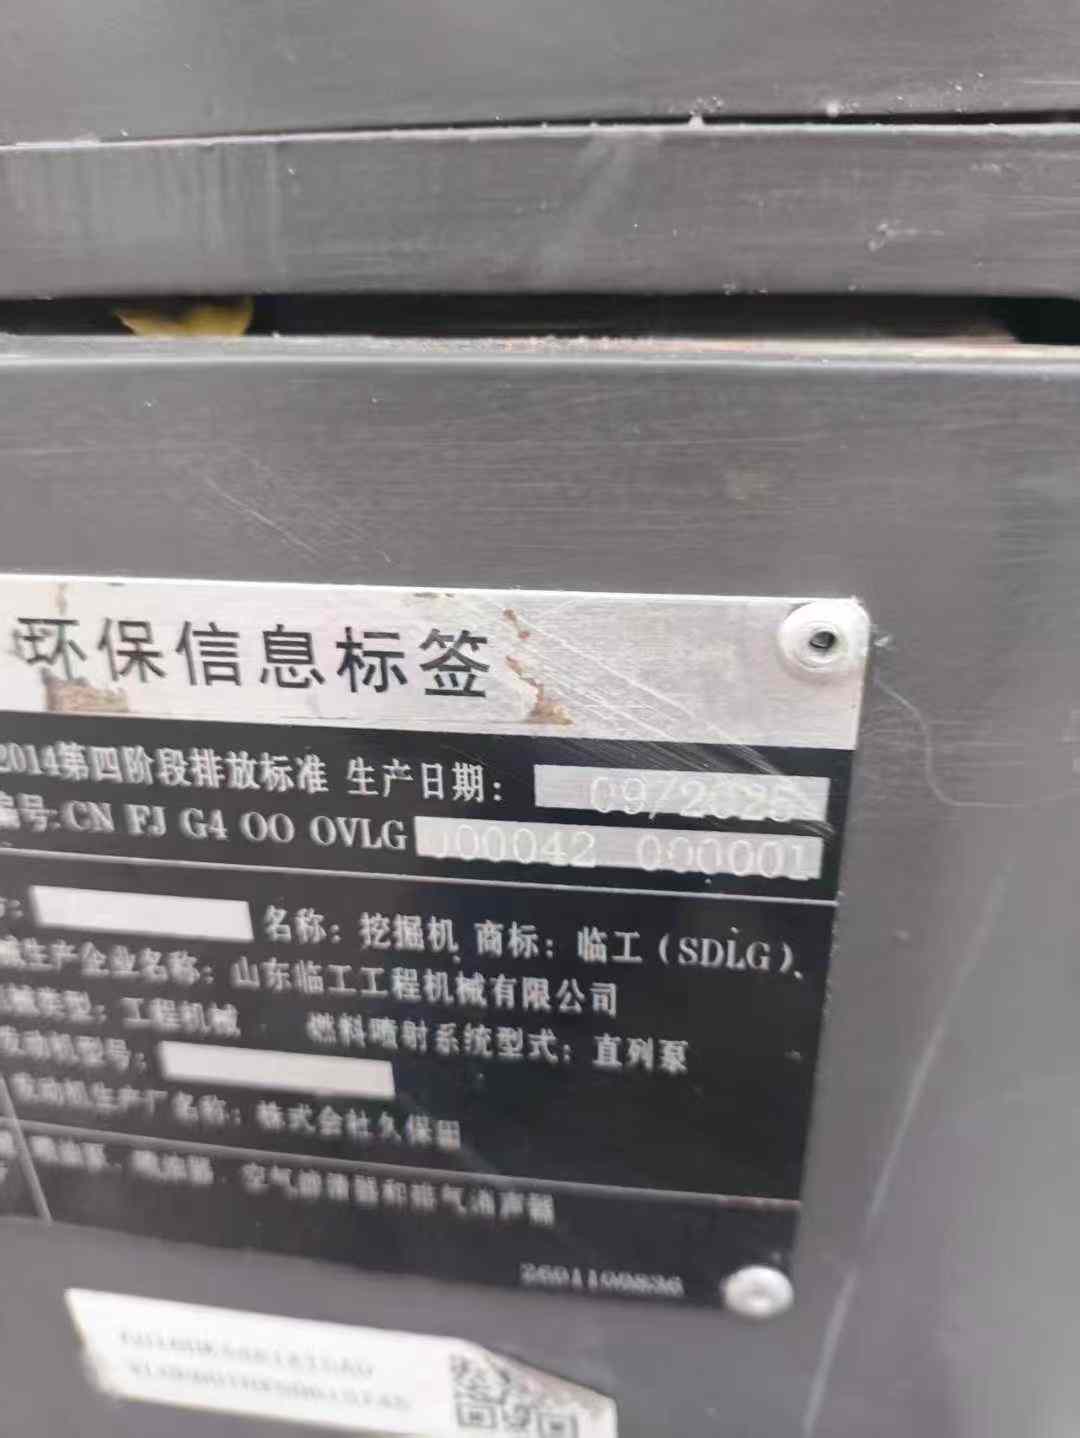 环保信息标签
2014第四阶段排放标准 生产日期： 09/2025
编号:CN FJ G4 OO OVLG 000042 000001
名称：挖掘机 商标：临工（SDLG）、
械生产企业名称：山东临工工程机械有限公司
械类型：工程机械 燃料喷射系统型式：直列泵
发动机型号：
发动机生产厂名称：株式会社久保田
空气滤清器和排气消声器